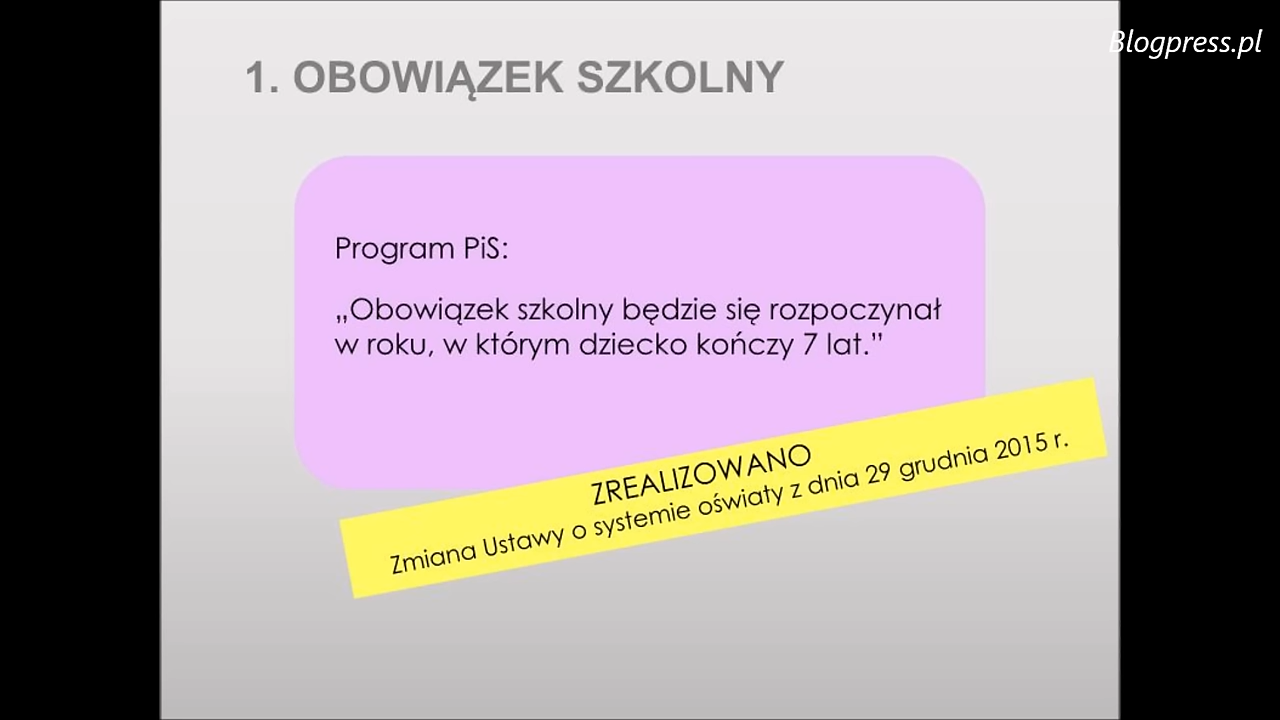 Blogpress.pl
1. OBOWIĄZEK SZKOLNY
Program PiS:
„Obowiązek szkolny będzie się rozpoczynał
w roku, w którym dziecko kończy 7 lat.”
ZREALIZOWANO
Zmiana Ustawy o systemie oświaty z dnia 29 grudnia 2015 r.